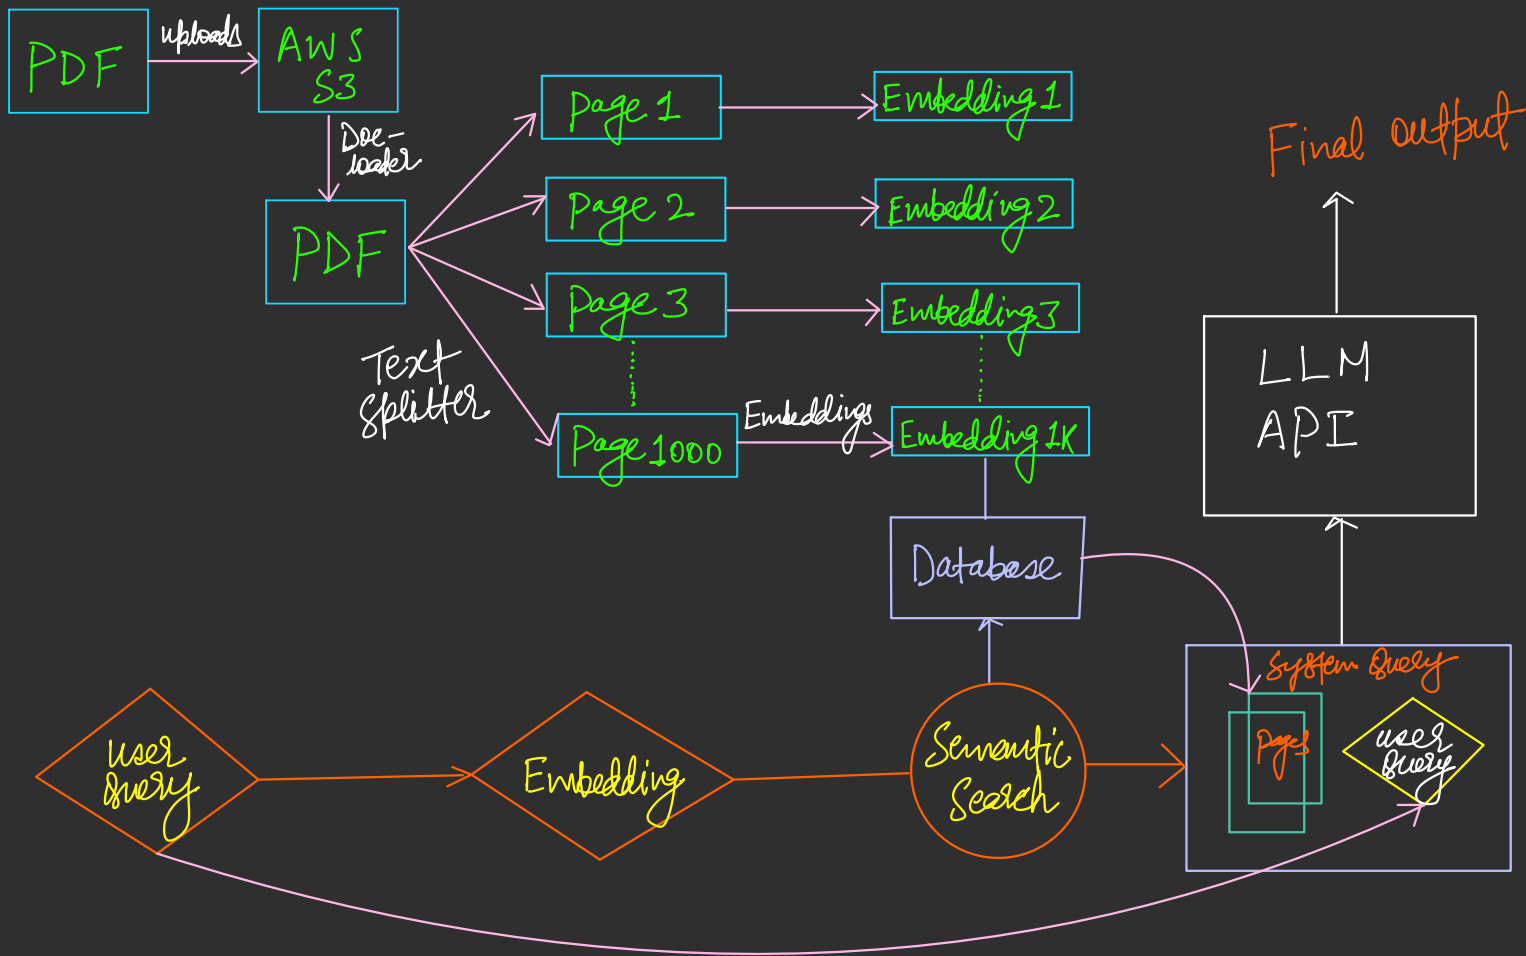 PDF
uploads
AWS
S3
Doc-
loader
PDF
Text
Splitter
Page 1
Page 2
Page 3
Page 1000
Embeddings
Embedding 1
Embedding 2
Embedding 3
Embedding 1K
Database
Final output
LLM
API
User
Query
Embedding
Semantic
Search
System Query
Pages
User
Query